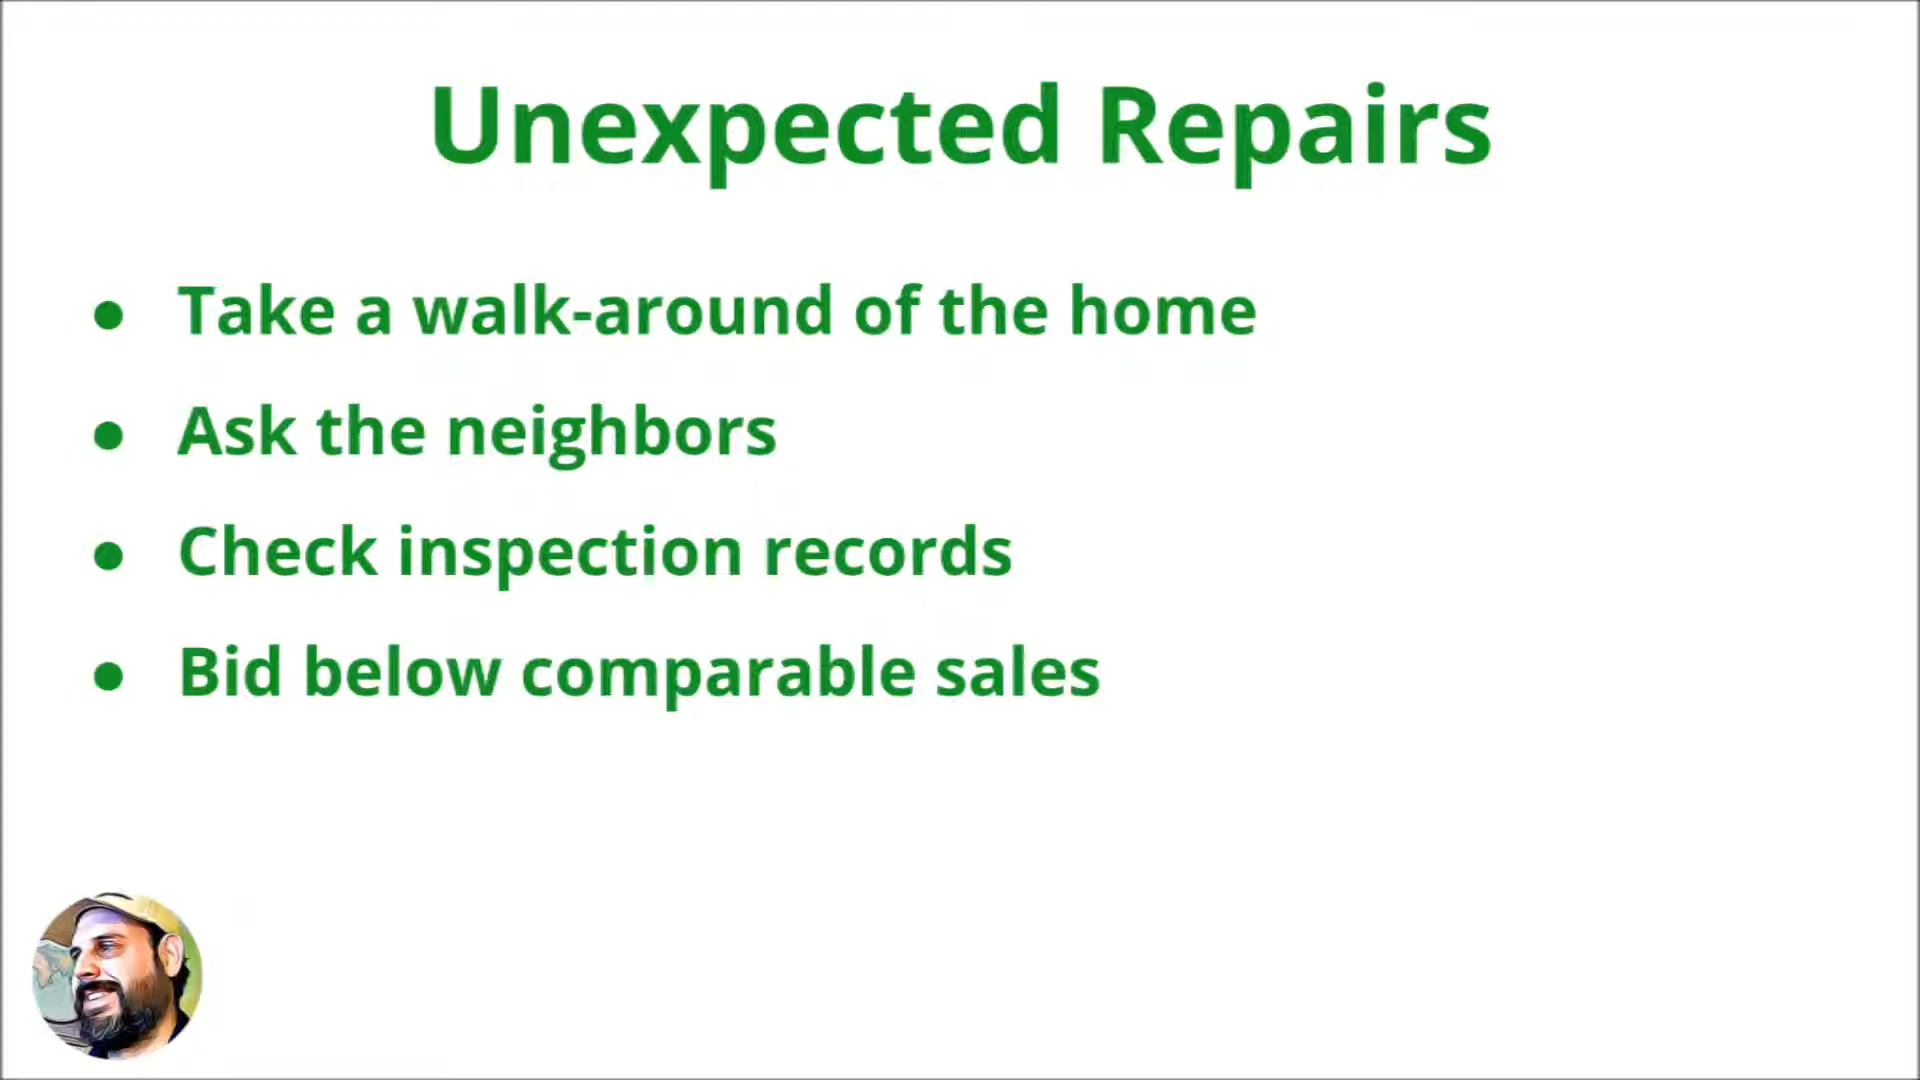 Unexpected Repairs
● Take a walk-around of the home
● Ask the neighbors
● Check inspection records
● Bid below comparable sales